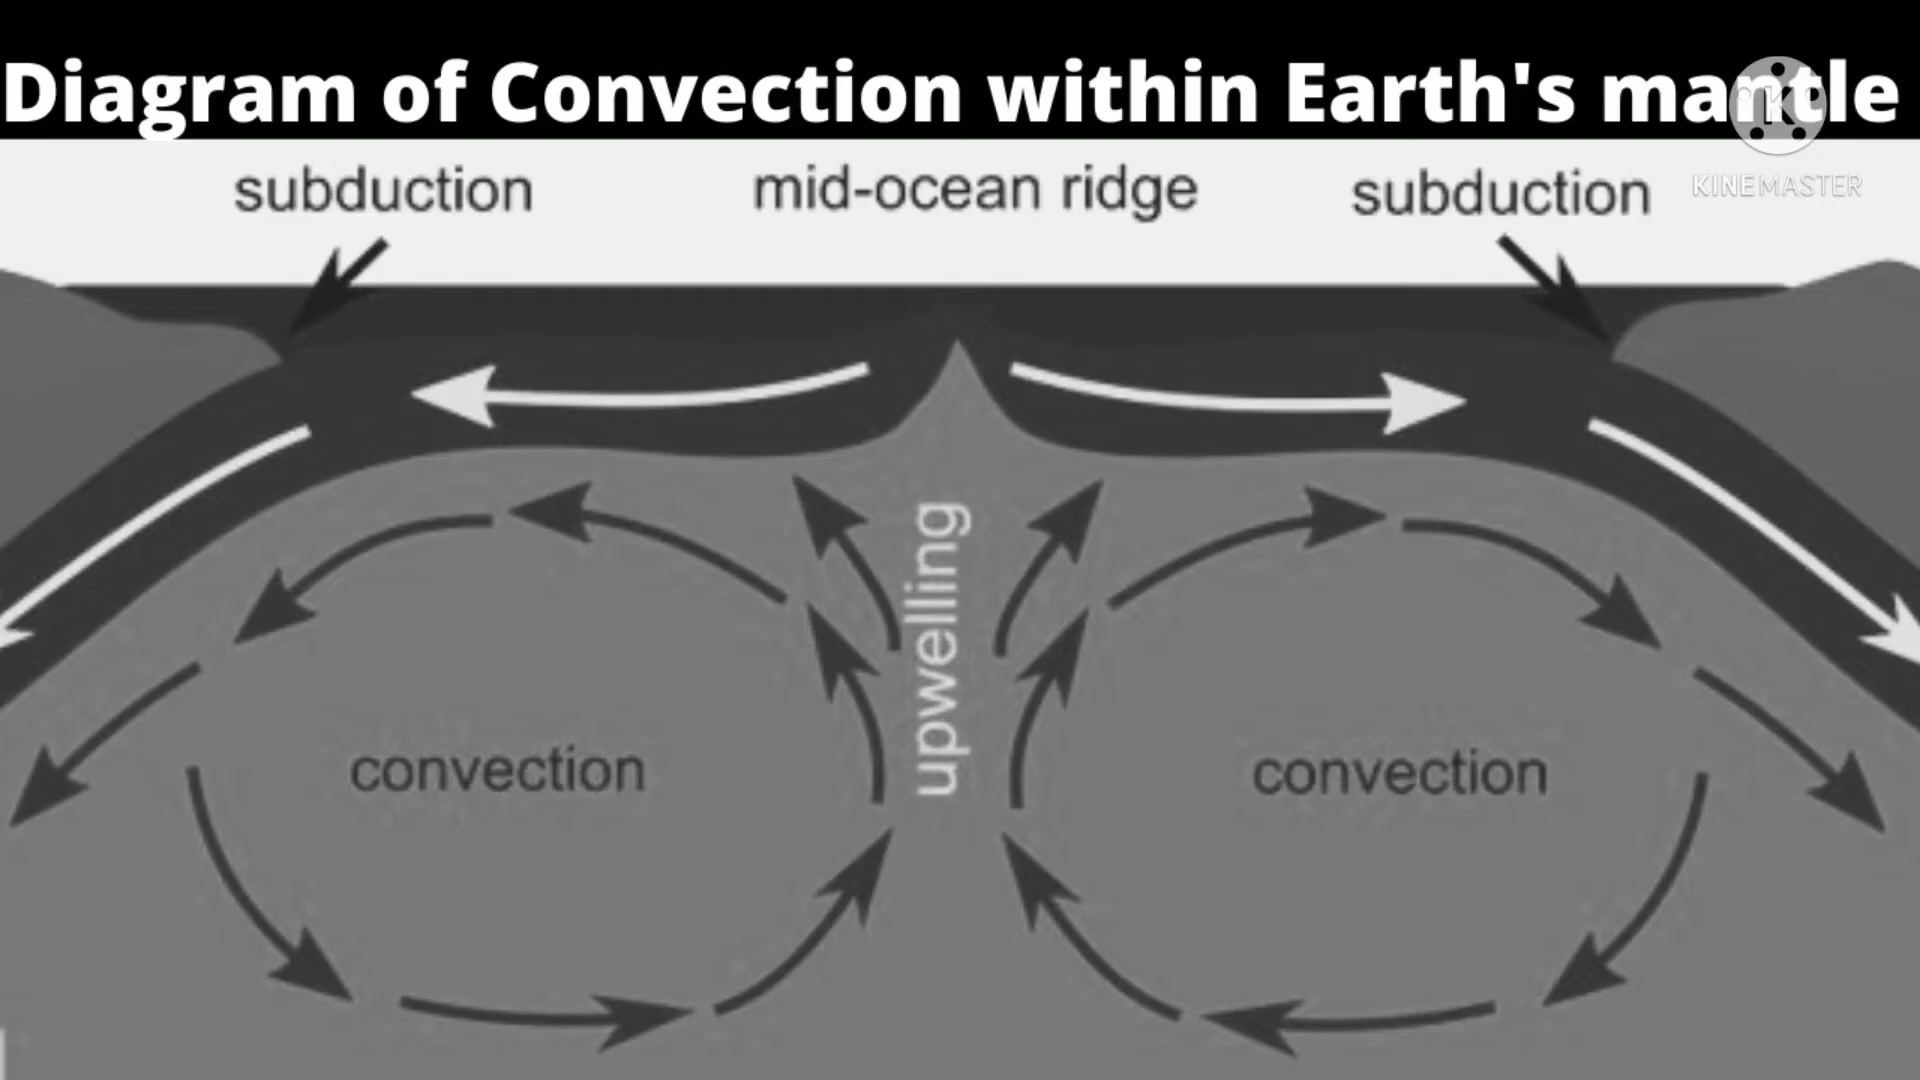 Diagram of Convection within Earth's mantle
KINEMASTER
subduction
mid-ocean ridge
subduction
upwelling
convection
convection